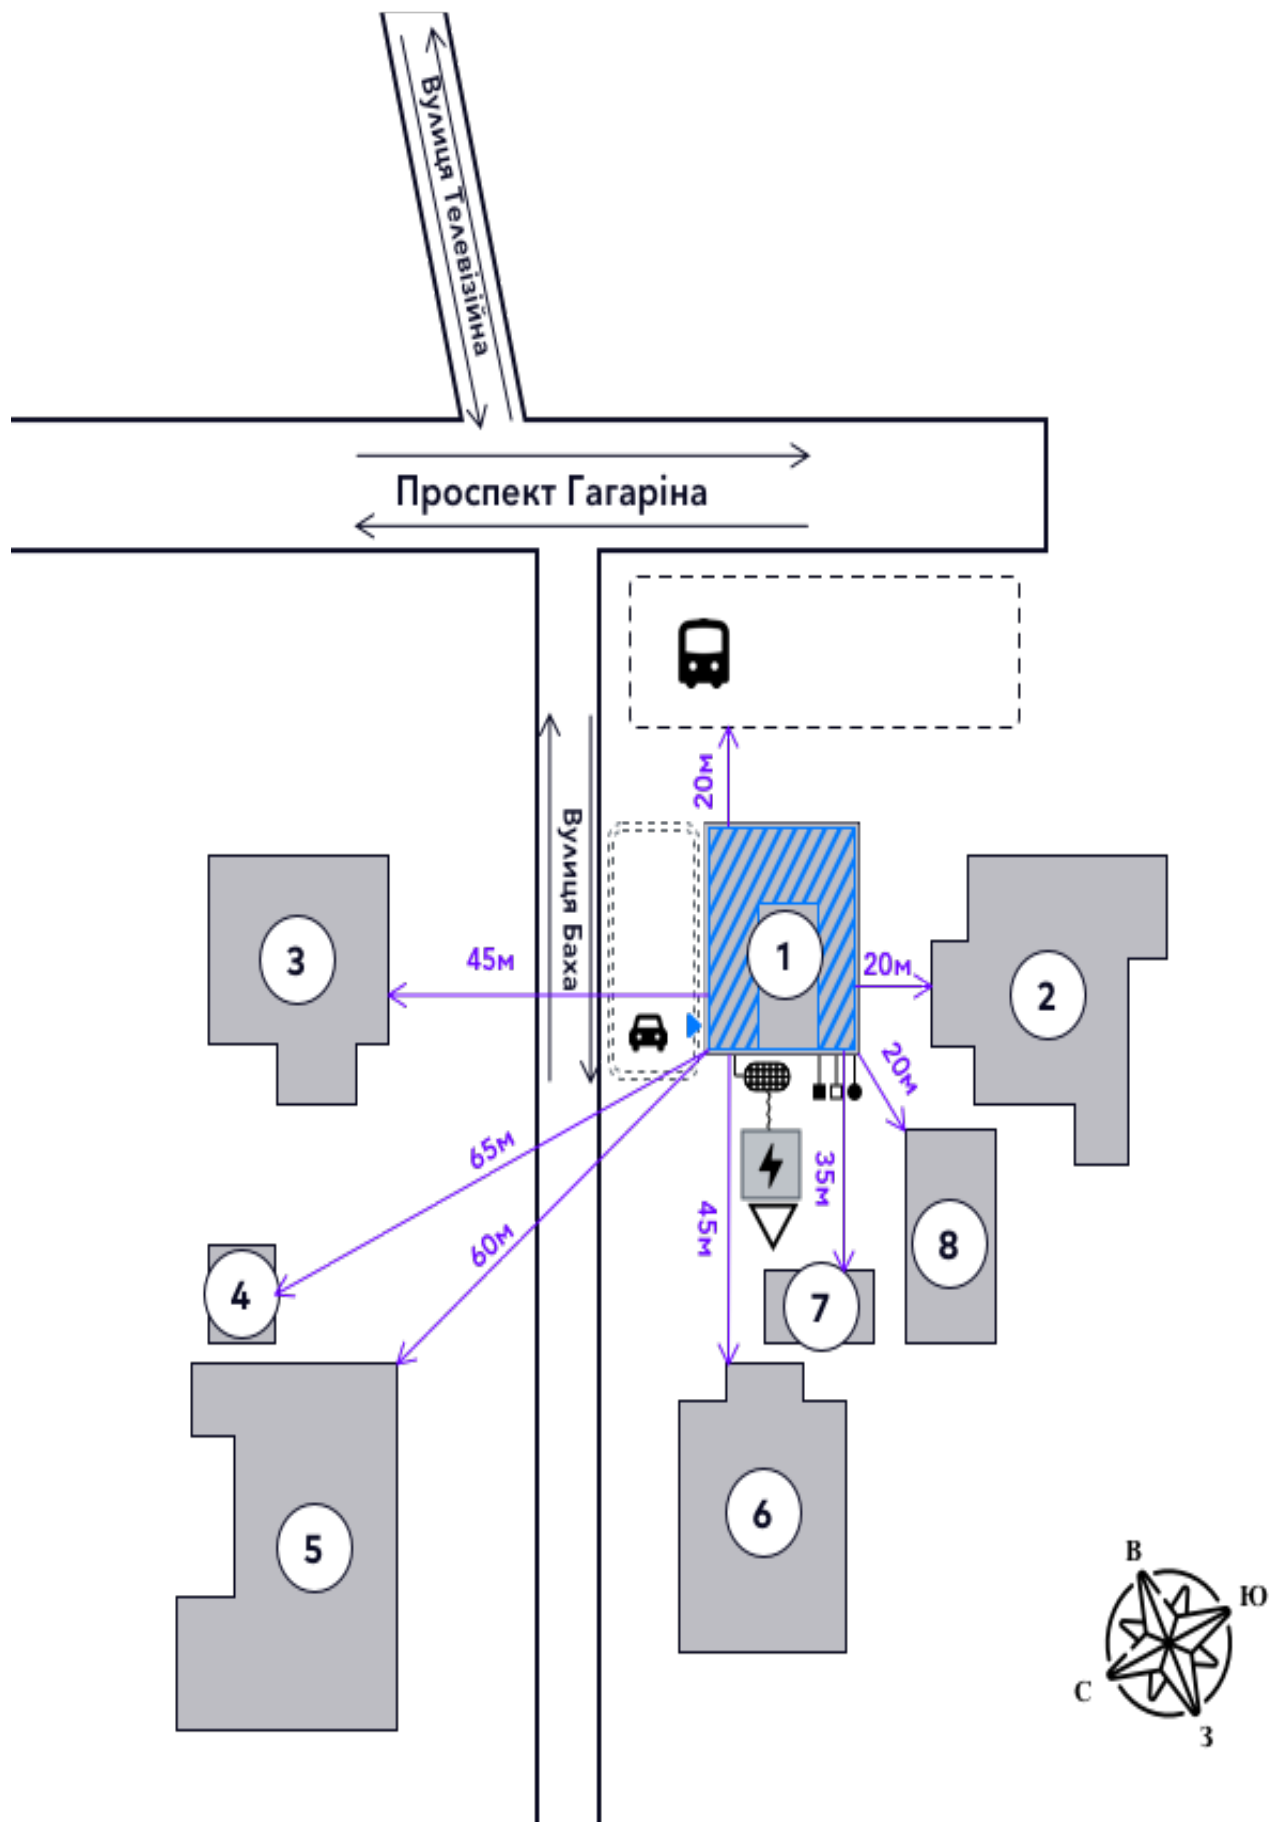 Вулиця Телевізійна
Проспект Гагаріна
20м
Вулиця Баха
3
45м
1
20м
2
20м
65м
35м
45м
60м
8
4
7
6
5
В
Ю
С
З